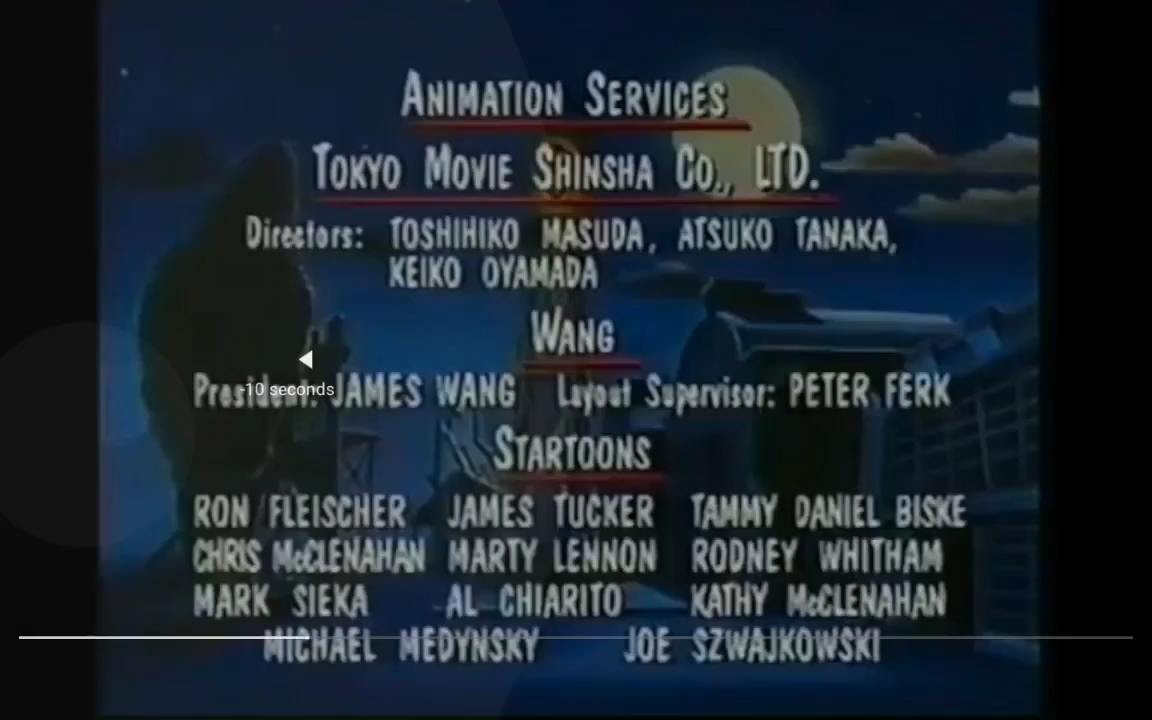 ANIMATION SERVICES
TOKYO MOVIE SHINSHA CO., LTD.
Directors: TOSHIHIKO MASUDA, ATSUKO TANAKA,
KEIKO OYAMADA
WANG
President: JAMES WANG Layout Supervisor: PETER FERK
-10 seconds
STARTOONS
RON FLEISCHER JAMES TUCKER TAMMY DANIEL BISKE
CHRIS McCLENAHAN MARTY LENNON RODNEY WHITHAM
MARK SIEKA AL CHIARITO KATHY McCLENAHAN
MICHAEL MEDYNSKY JOE SZWAJKOWSKI